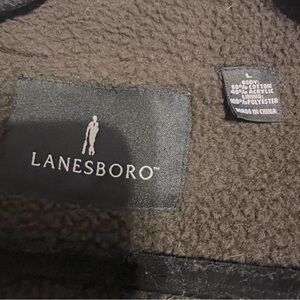 LANESBORO™
L
BODY:
60% COTTON
40% ACRYLIC
LINING:
100% POLYESTER
MADE IN CHINA